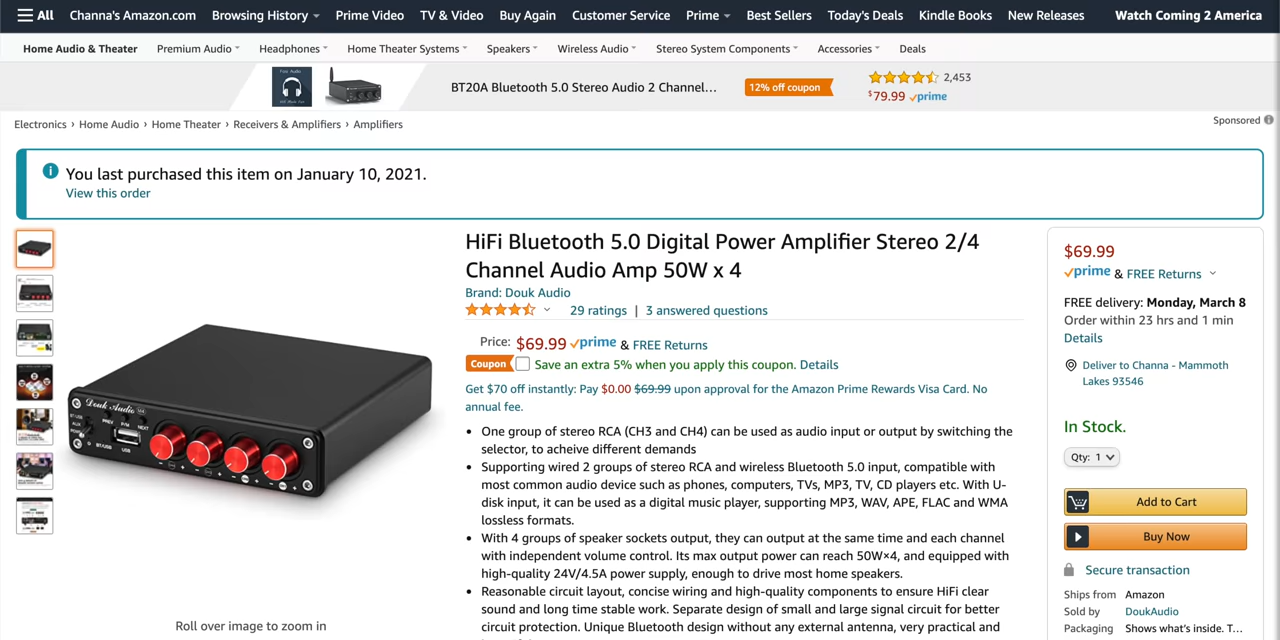 All Channa's Amazon.com Browsing History Prime Video TV & Video Buy Again Customer Service Prime Best Sellers Today's Deals Kindle Books New Releases Watch Coming 2 America
Home Audio & Theater Premium Audio Headphones Home Theater Systems Speakers Wireless Audio Stereo System Components Accessories Deals
BT20A Bluetooth 5.0 Stereo Audio 2 Channel…
12% off coupon
2,453
$79.99 prime
Electronics › Home Audio › Home Theater › Receivers & Amplifiers › Amplifiers
Sponsored
You last purchased this item on January 10, 2021.
View this order
HiFi Bluetooth 5.0 Digital Power Amplifier Stereo 2/4
Channel Audio Amp 50W x 4
Brand: Douk Audio
29 ratings | 3 answered questions
Price: $69.99 prime & FREE Returns
Coupon Save an extra 5% when you apply this coupon. Details
Get $70 off instantly: Pay $0.00 $69.99 upon approval for the Amazon Prime Rewards Visa Card. No
annual fee.
• One group of stereo RCA (CH3 and CH4) can be used as audio input or output by switching the
selector, to acheive different demands
• Supporting wired 2 groups of stereo RCA and wireless Bluetooth 5.0 input, compatible with
most common audio device such as phones, computers, TVs, MP3, TV, CD players etc. With U-
disk input, it can be used as a digital music player, supporting MP3, WAV, APE, FLAC and WMA
lossless formats.
• With 4 groups of speaker sockets output, they can output at the same time and each channel
with independent volume control. Its max output power can reach 50W×4, and equipped with
high-quality 24V/4.5A power supply, enough to drive most home speakers.
• Reasonable circuit layout, concise wiring and high-quality components to ensure HiFi clear
sound and long time stable work. Separate design of small and large signal circuit for better
circuit protection. Unique Bluetooth design without any external antenna, very practical and
Douk Audio
PREV
P/M
NEXT
BT/USB
AUX
BT/USB
USB
Roll over image to zoom in
$69.99
prime & FREE Returns
FREE delivery: Monday, March 8
Order within 23 hrs and 1 min
Details
Deliver to Channa - Mammoth
Lakes 93546
In Stock.
Qty: 1
Add to Cart
Buy Now
Secure transaction
Ships from Amazon
Sold by DoukAudio
Packaging Shows what's inside. T…